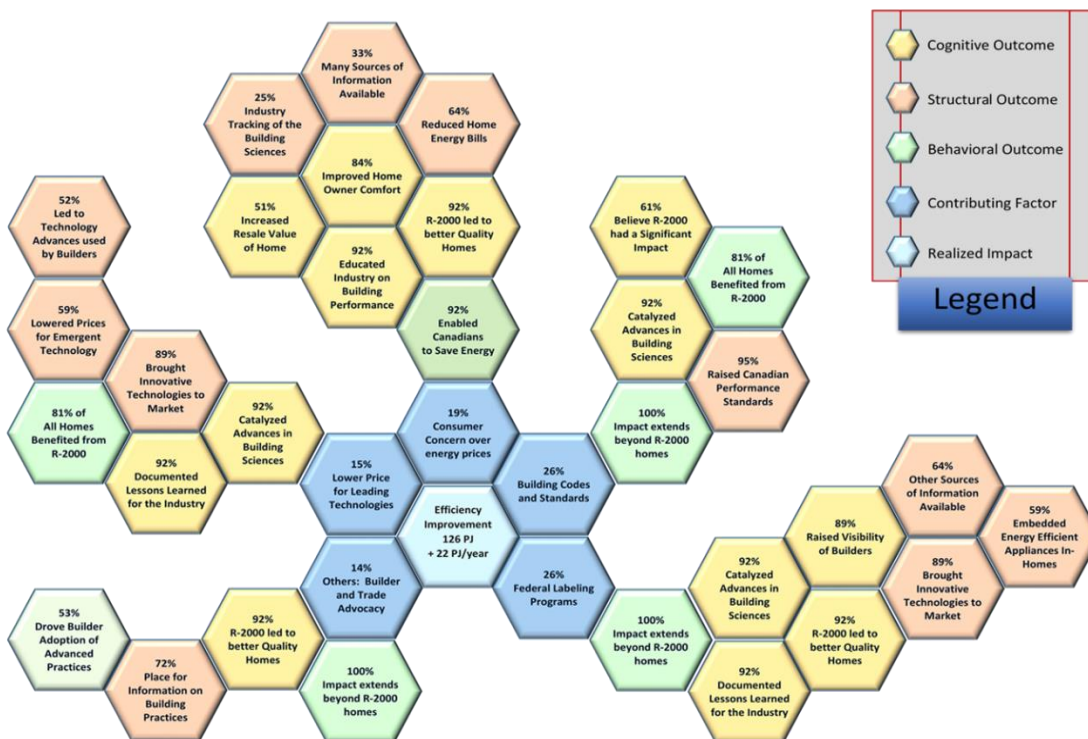 33%
Many Sources of
Information
Available
25%
Industry
Tracking of the
Building
Sciences
64%
Reduced Home
Energy Bills
84%
Improved Home
Owner Comfort
51%
Increased
Resale Value
of Home
92%
R-2000 led to
better Quality
Homes
92%
Educated
Industry on
Building
Performance
92%
Enabled
Canadians
to Save Energy
52%
Led to
Technology
Advances used
by Builders
59%
Lowered Prices
for Emergent
Technology
89%
Brought
Innovative
Technologies to
Market
81% of
All Homes
Benefited from
R-2000
92%
Catalyzed
Advances in
Building
Sciences
92%
Documented
Lessons Learned
for the Industry
61%
Believe R-2000
had a Significant
Impact
81% of
All Homes
Benefited from
R-2000
92%
Catalyzed
Advances in
Building
Sciences
95%
Raised Canadian
Performance
Standards
100%
Impact extends
beyond R-2000
homes
19%
Consumer
Concern over
energy prices
15%
Lower Price
for Leading
Technologies
26%
Building Codes
and Standards
Efficiency
Improvement
126 PJ
+ 22 PJ/year
14%
Others: Builder
and Trade
Advocacy
26%
Federal Labeling
Programs
53%
Drove Builder
Adoption of
Advanced
Practices
72%
Place for
Information on
Building
Practices
92%
R-2000 led to
better Quality
Homes
100%
Impact extends
beyond R-2000
homes
64%
Other Sources
of Information
Available
59%
Embedded
Energy Efficient
Appliances In-
Homes
89%
Raised Visibility
of Builders
89%
Brought
Innovative
Technologies to
Market
92%
Catalyzed
Advances in
Building
Sciences
92%
R-2000 led to
better Quality
Homes
100%
Impact extends
beyond R-2000
homes
92%
Documented
Lessons Learned
for the Industry
Cognitive Outcome
Structural Outcome
Behavioral Outcome
Contributing Factor
Realized Impact
Legend